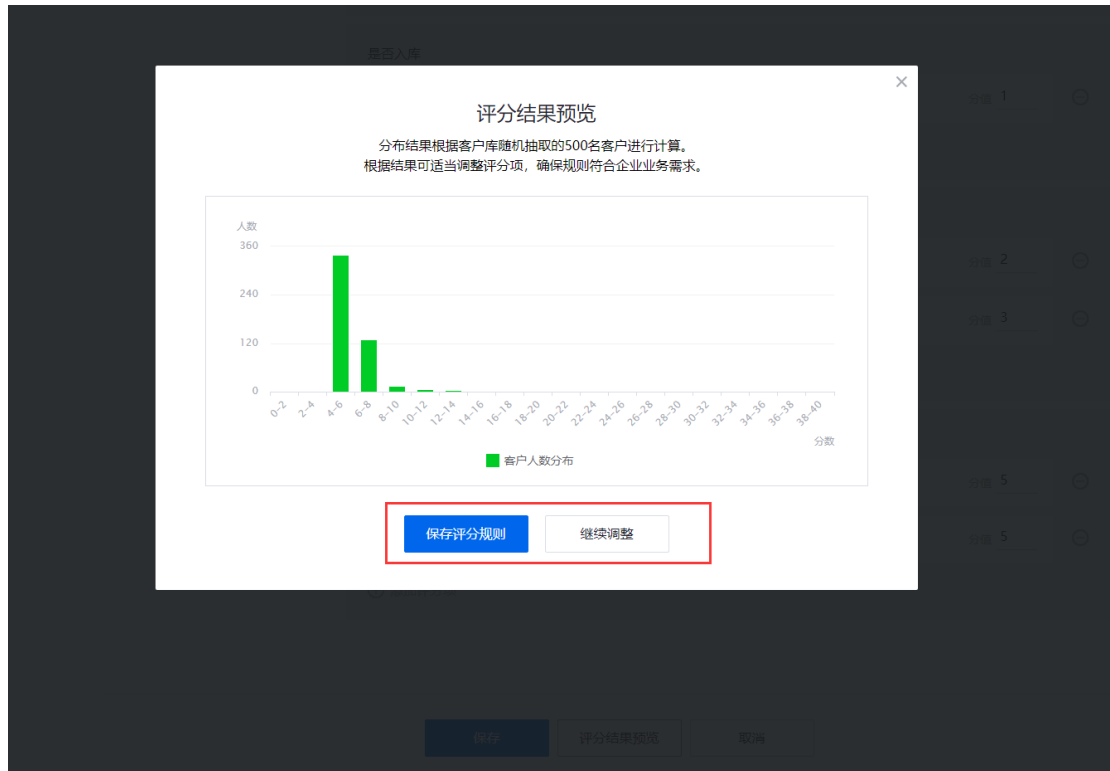 是否入库
分值 1
×
评分结果预览
分布结果根据客户库随机抽取的500名客户进行计算。
根据结果可适当调整评分项，确保规则符合企业业务需求。
人数
360
240
120
0
0-2 2-4 4-6 6-8 8-10 10-12 12-14 14-16 16-18 18-20 20-22 22-24 24-26 26-28 28-30 30-32 32-34 34-36 36-38 38-40
分数
客户人数分布
分值 2
分值 3
分值 5
分值 5
保存评分规则 继续调整
保存 评分结果预览 取消